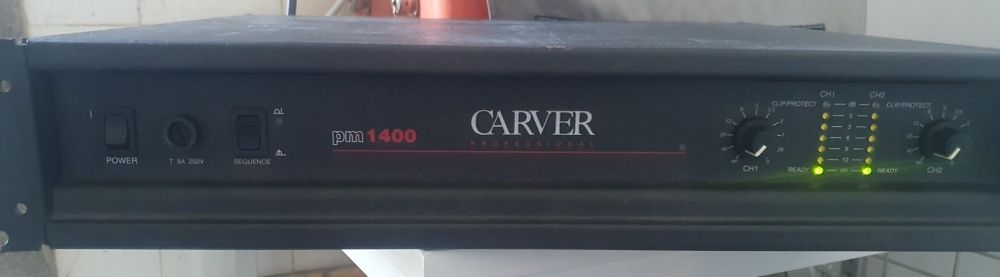 I
POWER
T 8A 250V
SEQUENCE
pm1400
CARVER
PROFESSIONAL
CH1
CH1 CH2
CLIP/PROTECT dB CLIP/PROTECT
0
3
6
9
12
READY -∞ READY
CH2